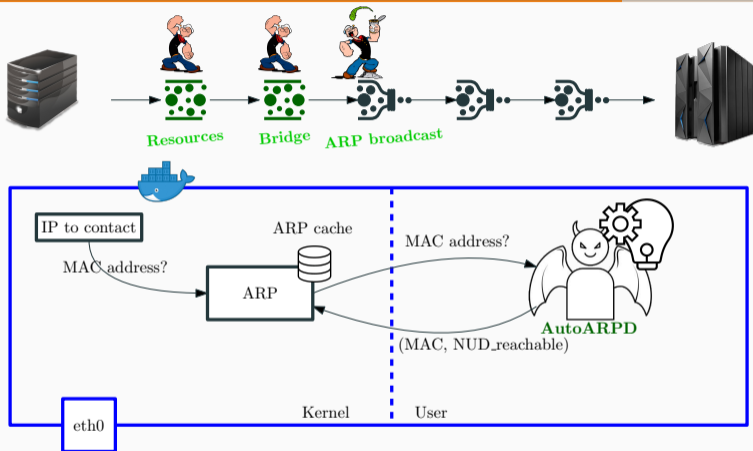 Resources
Bridge
ARP broadcast
IP to contact
ARP cache
MAC address?
MAC address?
ARP
AutoARPD
(MAC, NUD_reachable)
Kernel
User
eth0